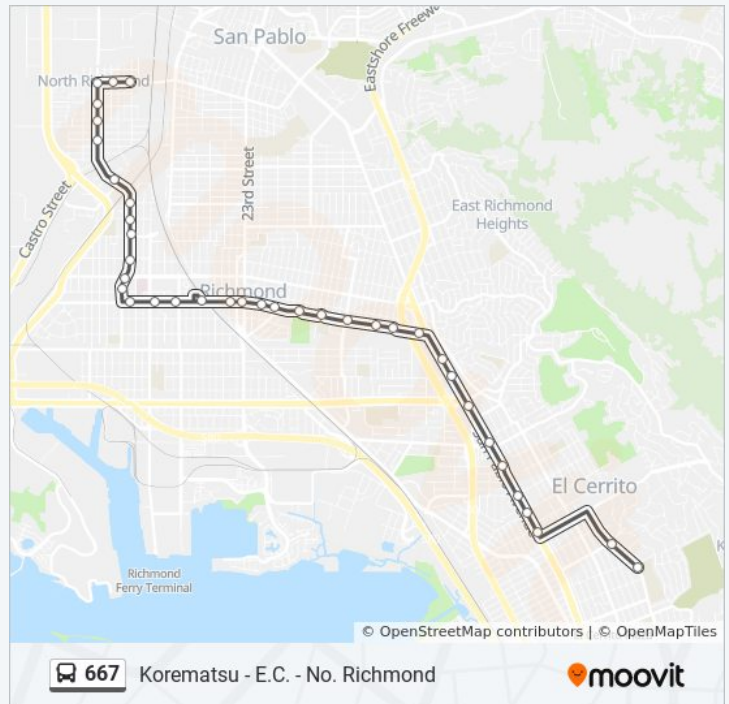 San Pablo
Eastshore Freew
North Richmond
Castro Street
23rd Street
East Richmond
Heights
Richmond
El Cerrito
K
Richmond
Ferry Terminal
© OpenStreetMap contributors | © OpenMapTiles
667 Korematsu - E.C. - No. Richmond
moovit